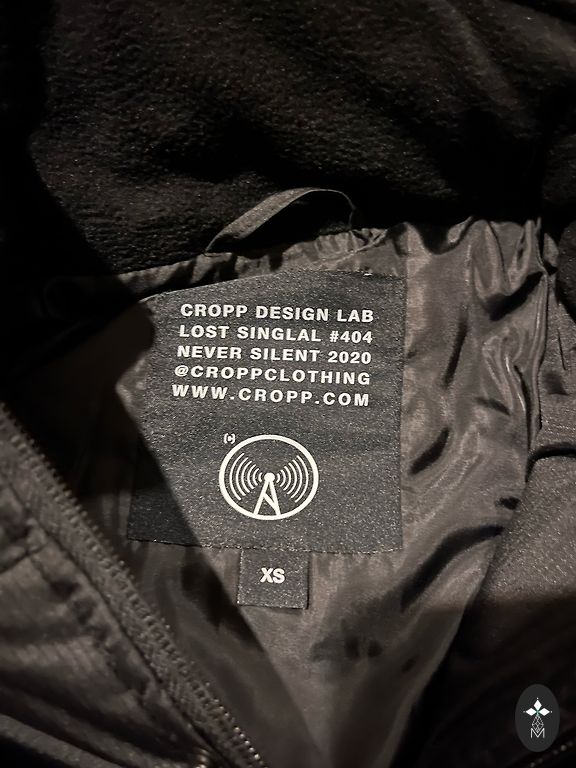 CROPP DESIGN LAB
LOST SINGLAL #404
NEVER SILENT 2020
@CROPPCLOTHING
WWW.CROPP.COM
(C)
XS
M